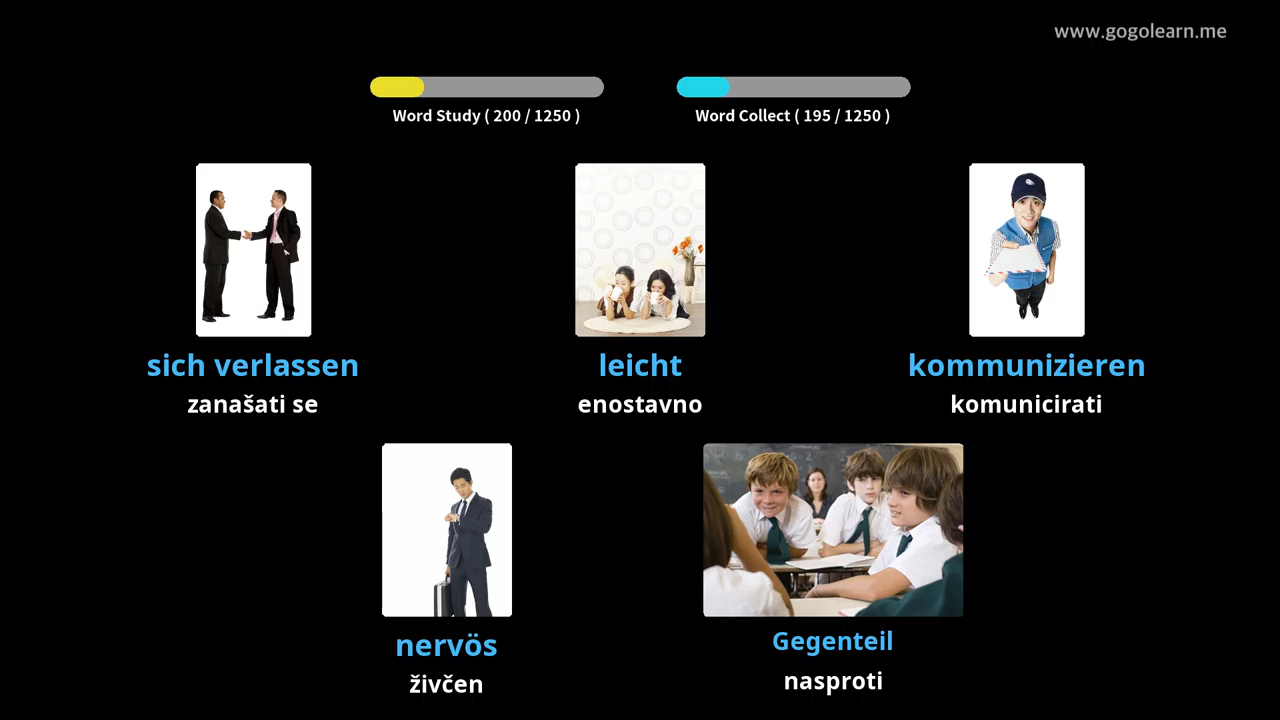 www.gogolearn.me
Word Study ( 200 / 1250 )
Word Collect ( 195 / 1250 )
sich verlassen
zanašati se
leicht
enostavno
kommunizieren
komunicirati
nervös
živčen
Gegenteil
nasproti